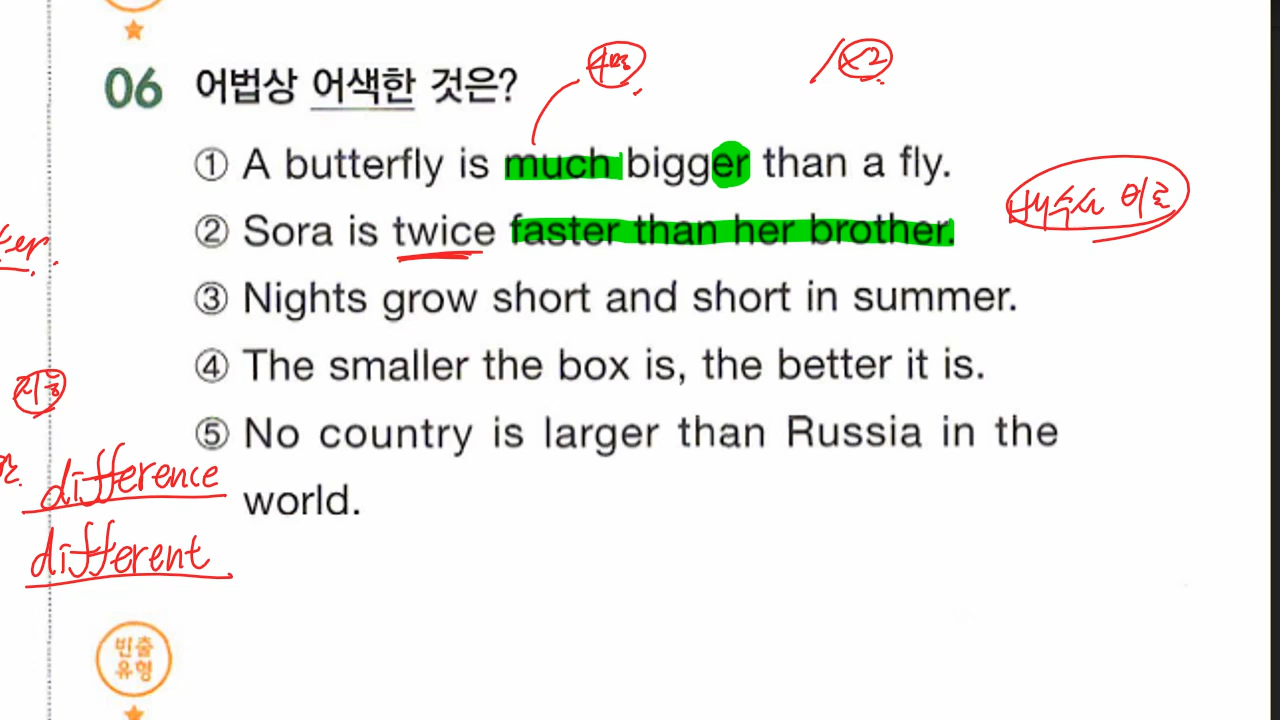 06 어법상 어색한 것은?
① A butterfly is much bigger than a fly.
② Sora is twice faster than her brother.
③ Nights grow short and short in summer.
④ The smaller the box is, the better it is.
⑤ No country is larger than Russia in the
world.
difference
different
빈출
유형